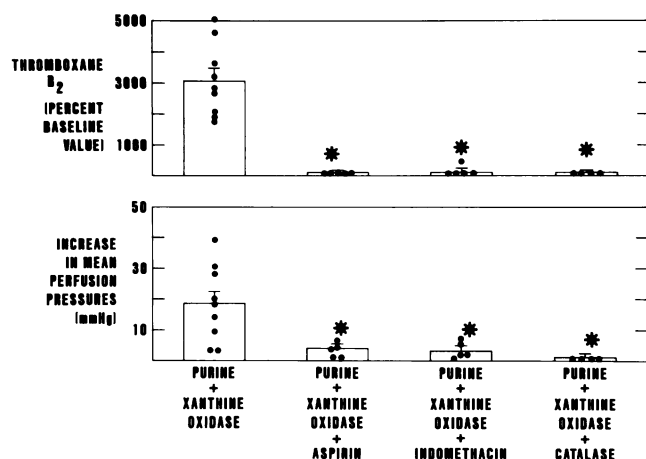 THROMBOXANE
B2
(PERCENT
BASELINE
VALUE)
5000
3000
1000
*
*
*
INCREASE
IN MEAN
PERFUSION
PRESSURES
(mmHg)
50
30
10
*
*
*
PURINE
+
XANTHINE
OXIDASE
PURINE
+
XANTHINE
OXIDASE
+
ASPIRIN
PURINE
+
XANTHINE
OXIDASE
+
INDOMETHACIN
PURINE
+
XANTHINE
OXIDASE
+
CATALASE